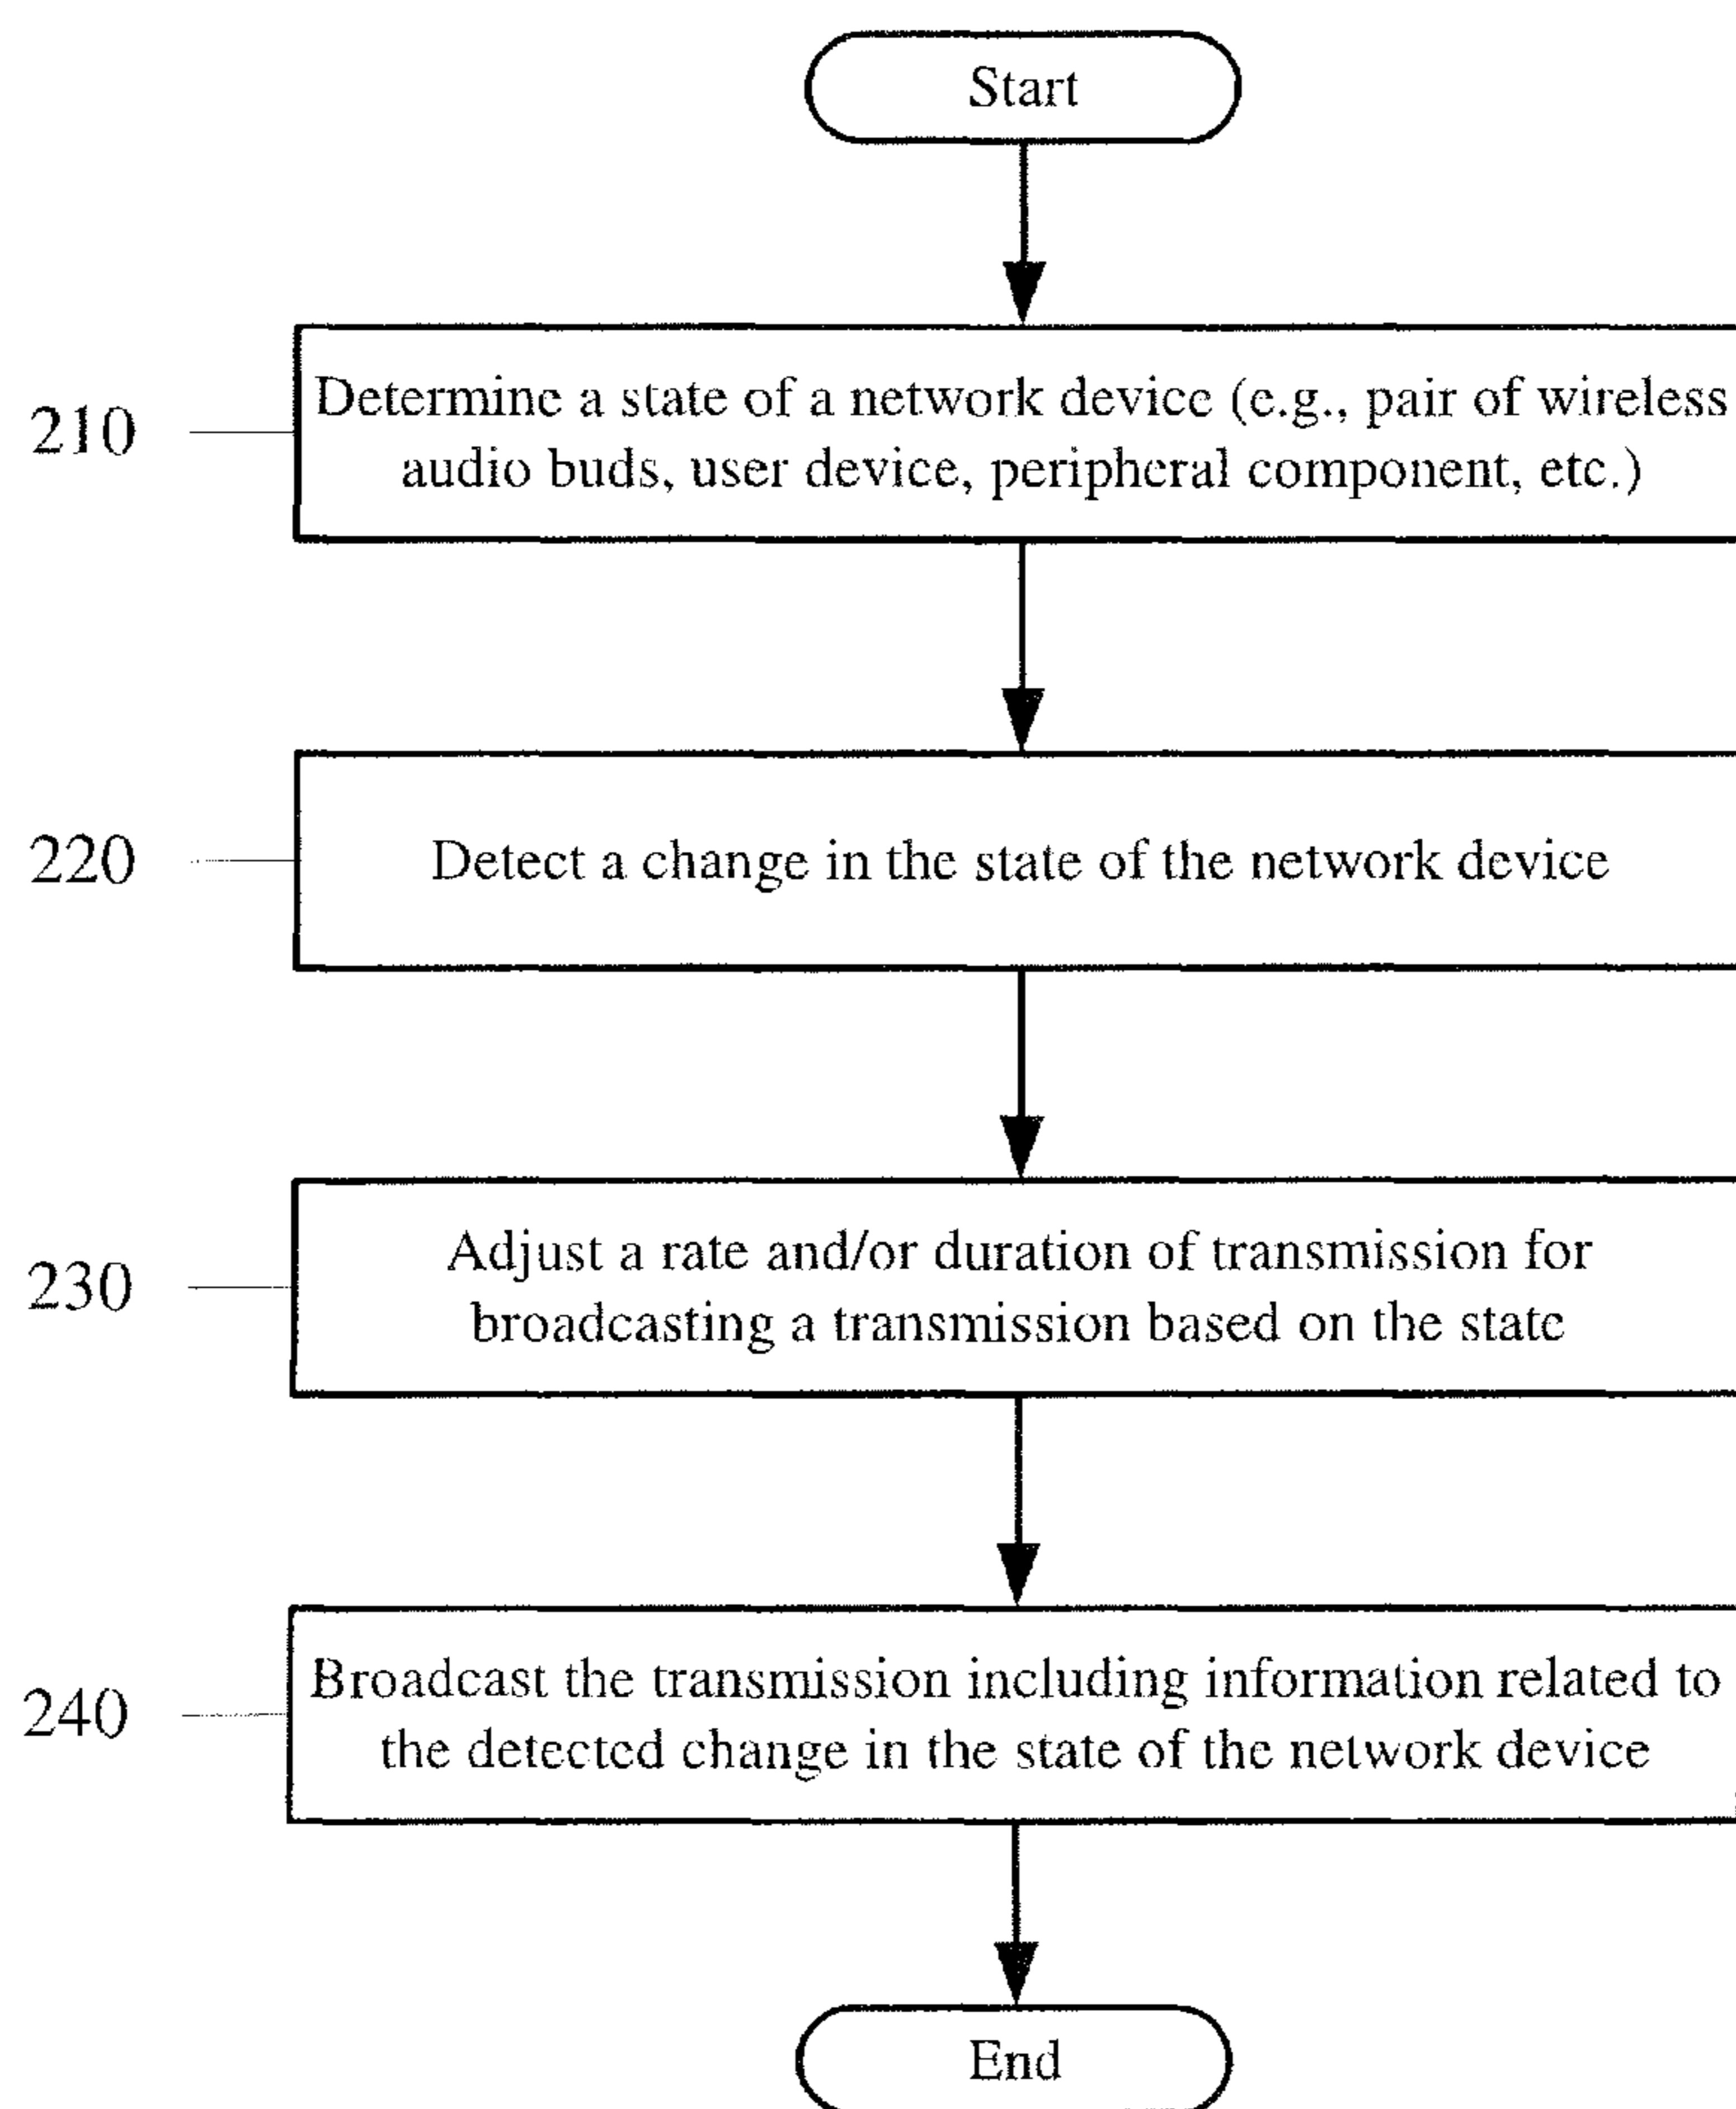 Start
210
Determine a state of a network device (e.g., pair of wireless
audio buds, user device, peripheral component, etc.)
220
Detect a change in the state of the network device
230
Adjust a rate and/or duration of transmission for
broadcasting a transmission based on the state
240
Broadcast the transmission including information related to
the detected change in the state of the network device
End